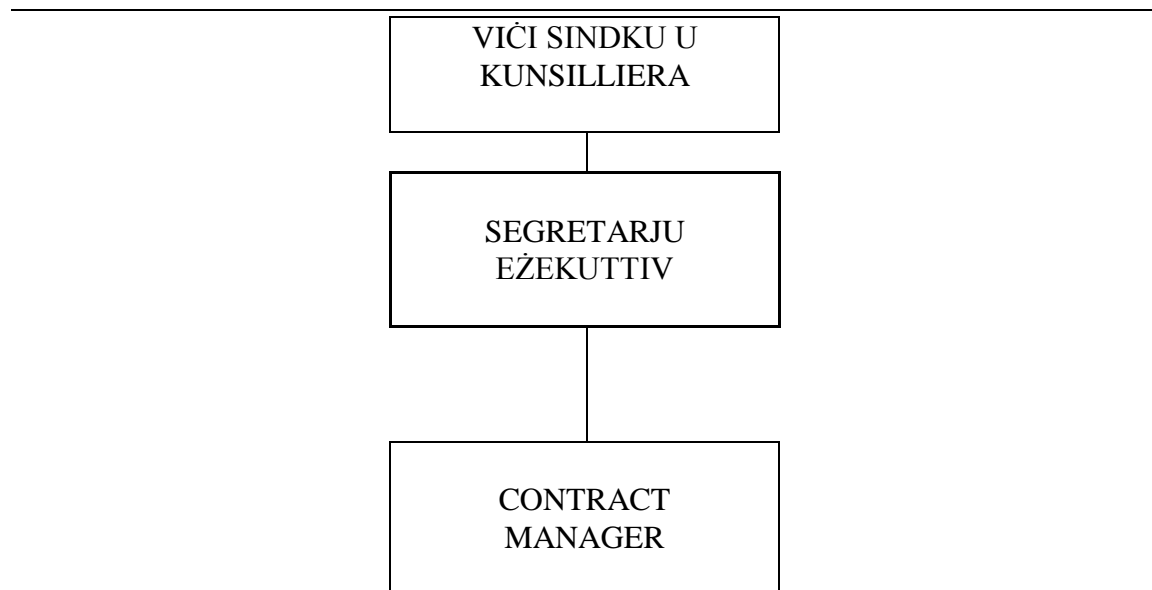 VIĊI SINDKU U
KUNSILLIERA
SEGRETARJU
EŻEKUTTIV
CONTRACT
MANAGER